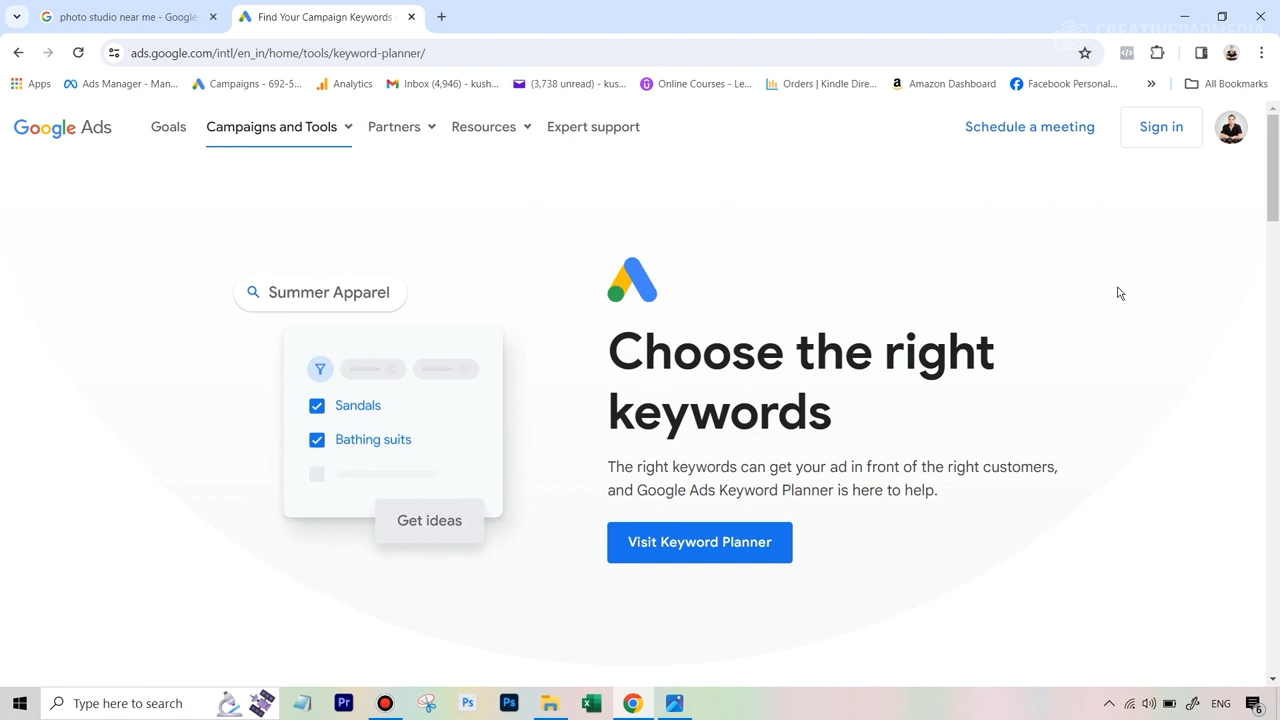 photo studio near me - Google
Find Your Campaign Keywords
ads.google.com/intl/en_in/home/tools/keyword-planner/
Apps
Ads Manager - Man...
Campaigns - 692-5...
Analytics
Inbox (4,946) - kush...
(3,738 unread) - kus...
Online Courses - Le...
Orders | Kindle Dire...
Amazon Dashboard
Facebook Personal...
All Bookmarks
Google Ads
Goals
Campaigns and Tools
Partners
Resources
Expert support
Schedule a meeting
Sign in
Summer Apparel
Sandals
Bathing suits
Get ideas
Choose the right
keywords
The right keywords can get your ad in front of the right customers,
and Google Ads Keyword Planner is here to help.
Visit Keyword Planner
Type here to search
Pr
Ps
Ps
ENG
6